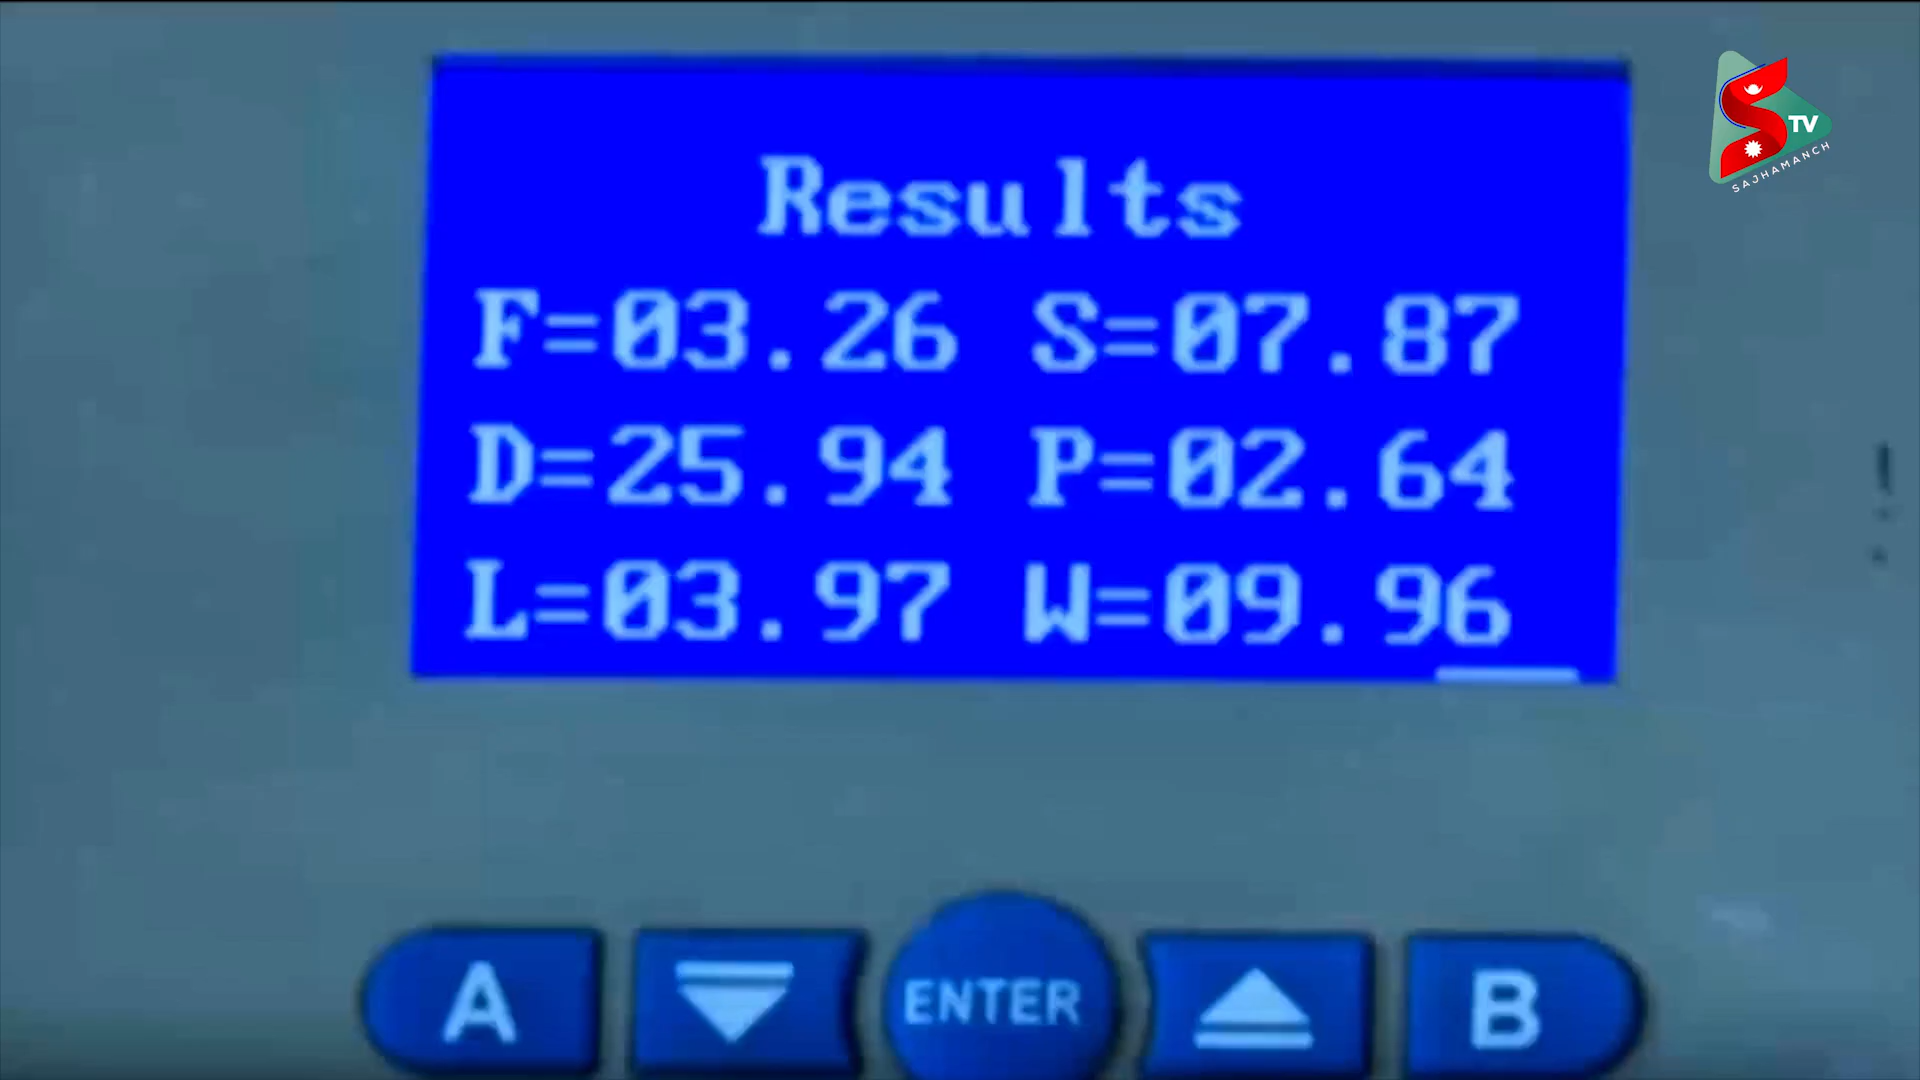 Results
F=03.26 S=07.87
D=25.94 P=02.64
L=03.97 W=09.96
A
ENTER
B
S TV
SAJHAMANCH